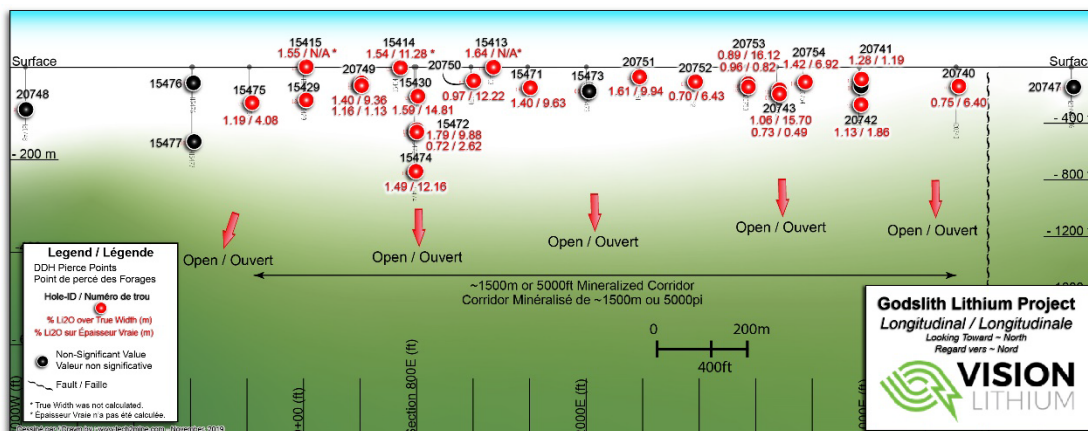 Surface
Surface
20748
15476
15477
15475
1.19 / 4.08
15415
1.55 / N/A *
15429
20749
1.40 / 9.36
1.16 / 1.13
15414
1.54 / 11.28 *
15430
1.59 / 14.81
15472
1.79 / 9.88
0.72 / 2.62
15474
1.49 / 12.16
20750
0.97 / 12.22
15413
1.64 / N/A*
15471
1.40 / 9.63
15473
20751
1.61 / 9.94
20752
0.70 / 6.43
20753
0.89 / 16.12
0.96 / 0.82
20743
1.06 / 15.70
0.73 / 0.49
20754
1.42 / 6.92
20741
1.28 / 1.19
20742
1.13 / 1.86
20740
0.75 / 6.40
20747
- 200 m
- 400
- 800
- 1200
Open / Ouvert
Open / Ouvert
Open / Ouvert
Open / Ouvert
Open / Ouvert
~1500m or 5000ft Mineralized Corridor
Corridor Minéralisé de ~1500m ou 5000pi
0 200m
400ft
Section 800E (ft)
Legend / Légende
DDH Pierce Points
Point de percé des Forages
Hole-ID / Numéro de trou
% Li2O over True Width (m)
% Li2O sur Épaisseur Vraie (m)
Non-Significant Value
Valeur non significative
Fault / Faille
* True Width was not calculated.
* Épaisseur Vraie n'a pas été calculée.
Godslith Lithium Project
Longitudinal / Longitudinale
Looking Toward ~ North
Regard vers ~ Nord
VISION
LITHIUM